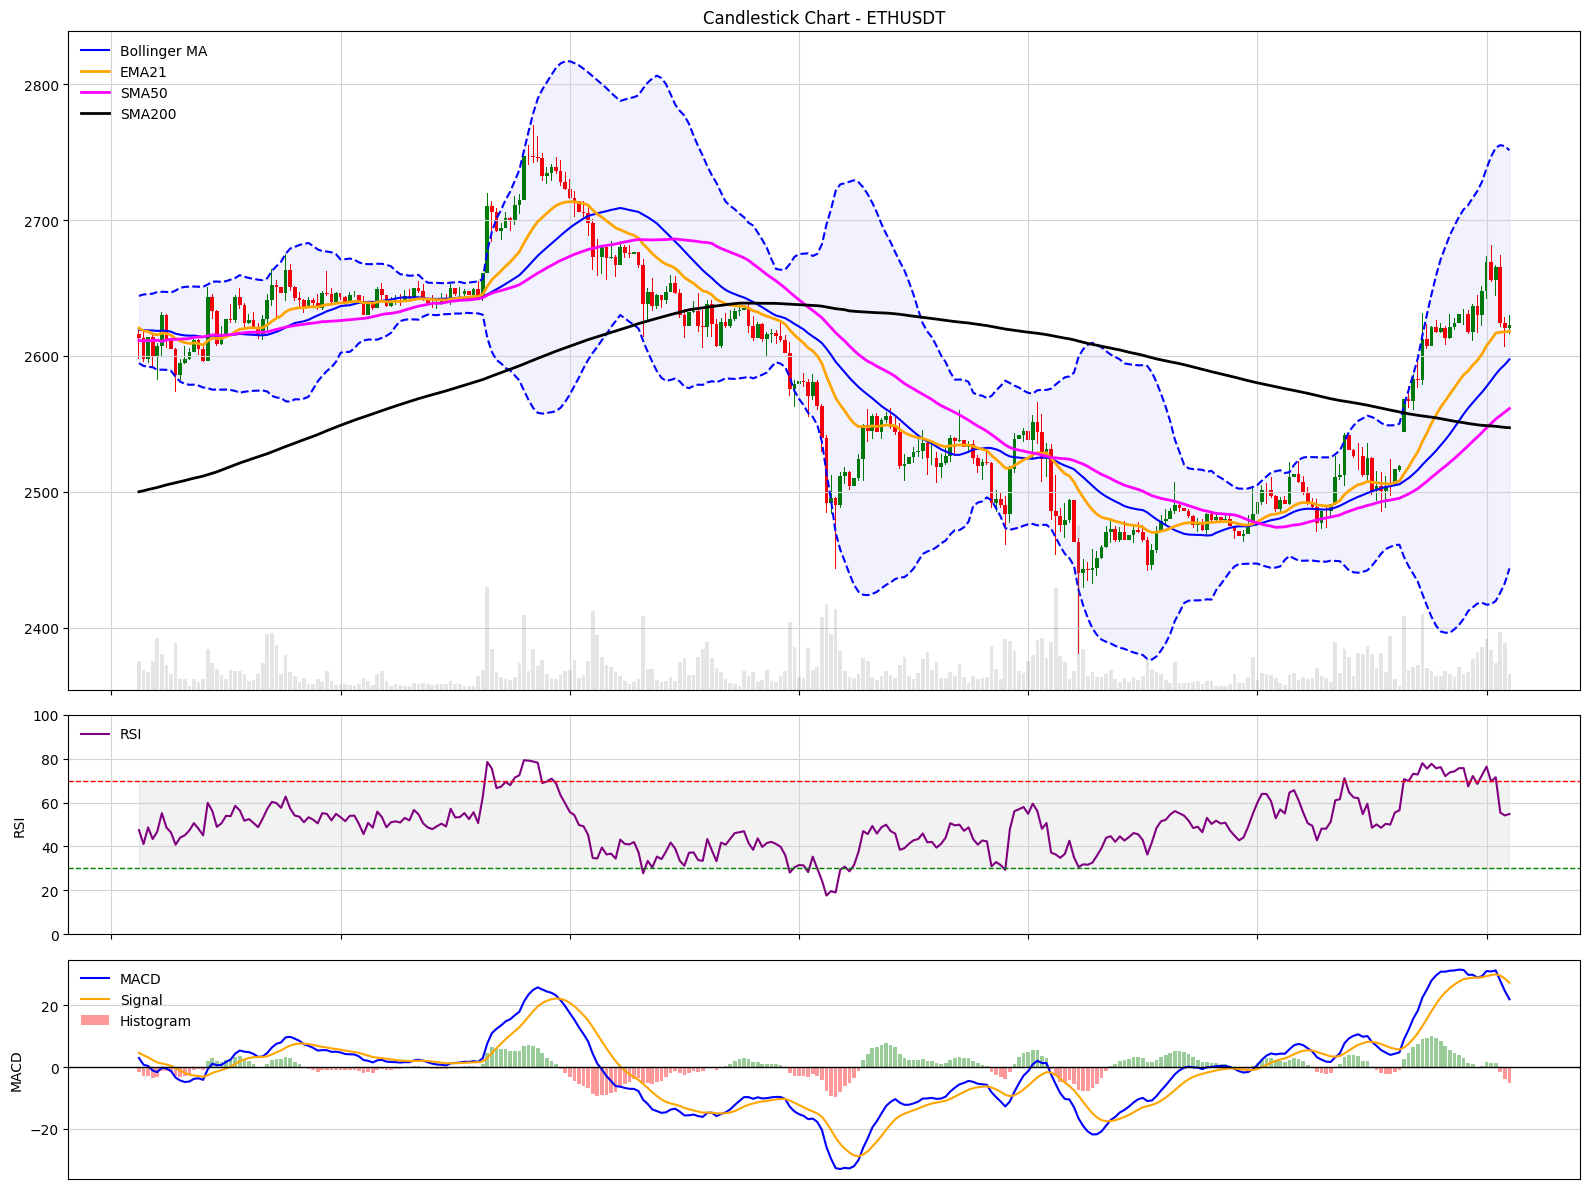 Candlestick Chart - ETHUSDT
Bollinger MA
EMA21
SMA50
SMA200
2800
2700
2600
2500
2400
RSI
100
80
60
40
20
0
RSI
MACD
Signal
Histogram
20
0
−20
MACD